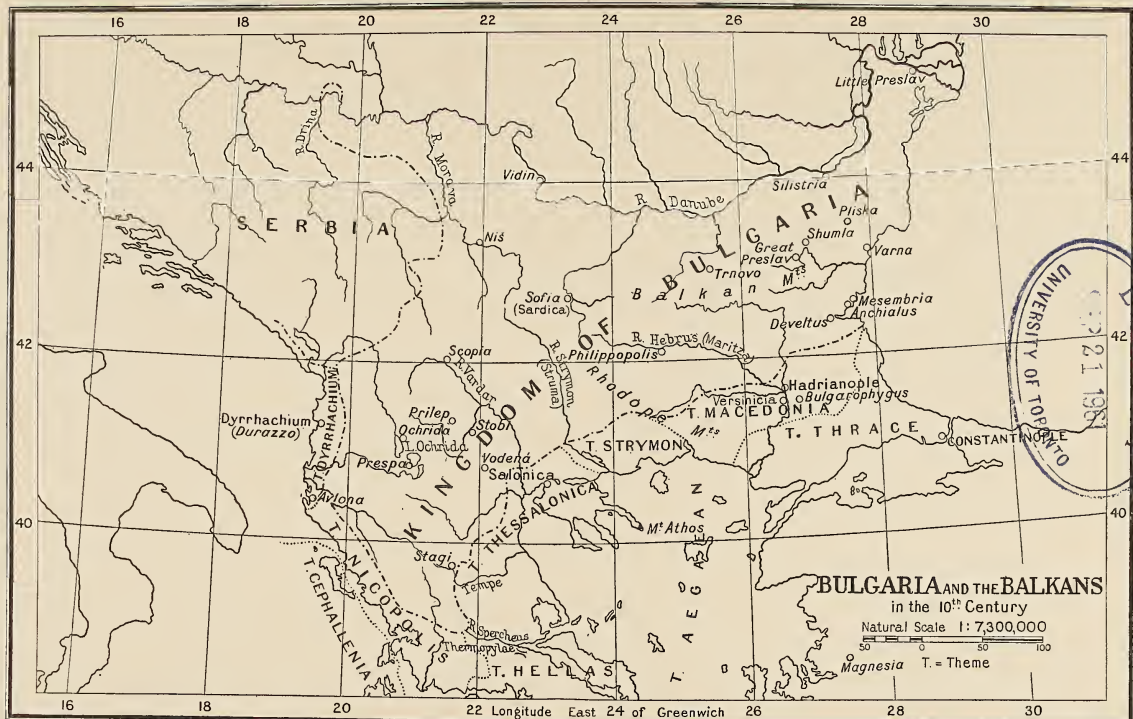 16 18 20 22 24 26 28 30
Little Preslav
44
44
R. Drina
R. Morava
Vidin
Silistria
R. Danube
SERBIA
Pliska
Shumla
Niš
Great
Preslav
Varna
Trnovo
Balkan Mts
Sofia
(Sardica)
Mesembria
Anchialus
Develtus
KINGDOM OF BULGARIA
42
42
R. Hebrus (Maritza)
Philippopolis
R. Strymon
(Struma)
Scopia
R. Vardar
Rhodope Mts
Hadrianople
Versinicia
Bulgarophygus
T. MACEDONIA
T. DYRRHACHIUM
Dyrrhachium
(Durazzo)
Prilep
Ochrida
L. Ochrida
Stobi
T. STRYMON
T. THRACE
CONSTANTINOPLE
Prespa
Vodená
Salonica
T. THESSALONICA
Avlona
40
40
Mt Athos
Stagi
Tempe
T. NICOPOLIS
T. CEPHALLENIA
T. AEGAEAN
R. Spercheus
Thermopylae
T. HELLAS
BULGARIA AND THE BALKANS
in the 10th Century
Natural Scale 1:7,300,000
50 0 50 100
T. = Theme
Magnesia
16 18 20 22 Longitude East 24 of Greenwich 26 28 30
UNIVERSITY OF TORONTO